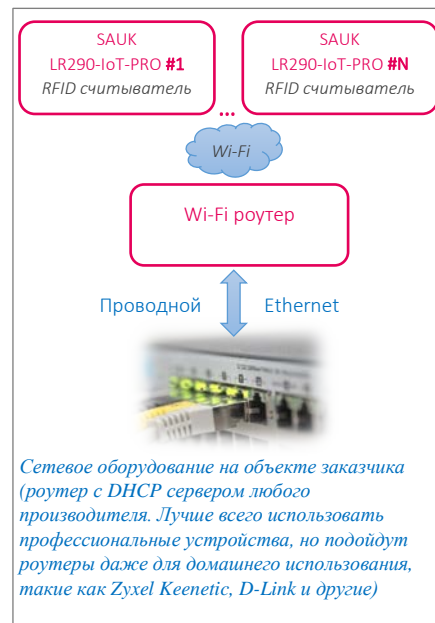 SAUK
LR290-IoT-PRO #1
RFID считыватель
...
SAUK
LR290-IoT-PRO #N
RFID считыватель
Wi-Fi
Wi-Fi роутер
Проводной Ethernet
Сетевое оборудование на объекте заказчика
(роутер с DHCP сервером любого
производителя. Лучше всего использовать
профессиональные устройства, но подойдут
роутеры даже для домашнего использования,
такие как Zyxel Keenetic, D-Link и другие)